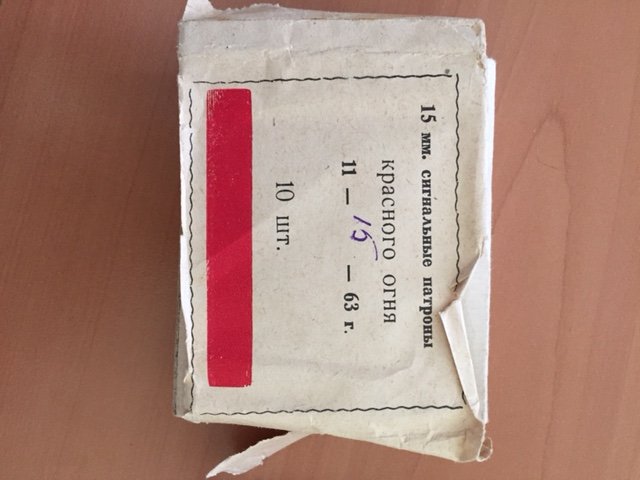 15 мм. сигнальные патроны
красного огня
11 — 15 — 63 г.
10 шт.